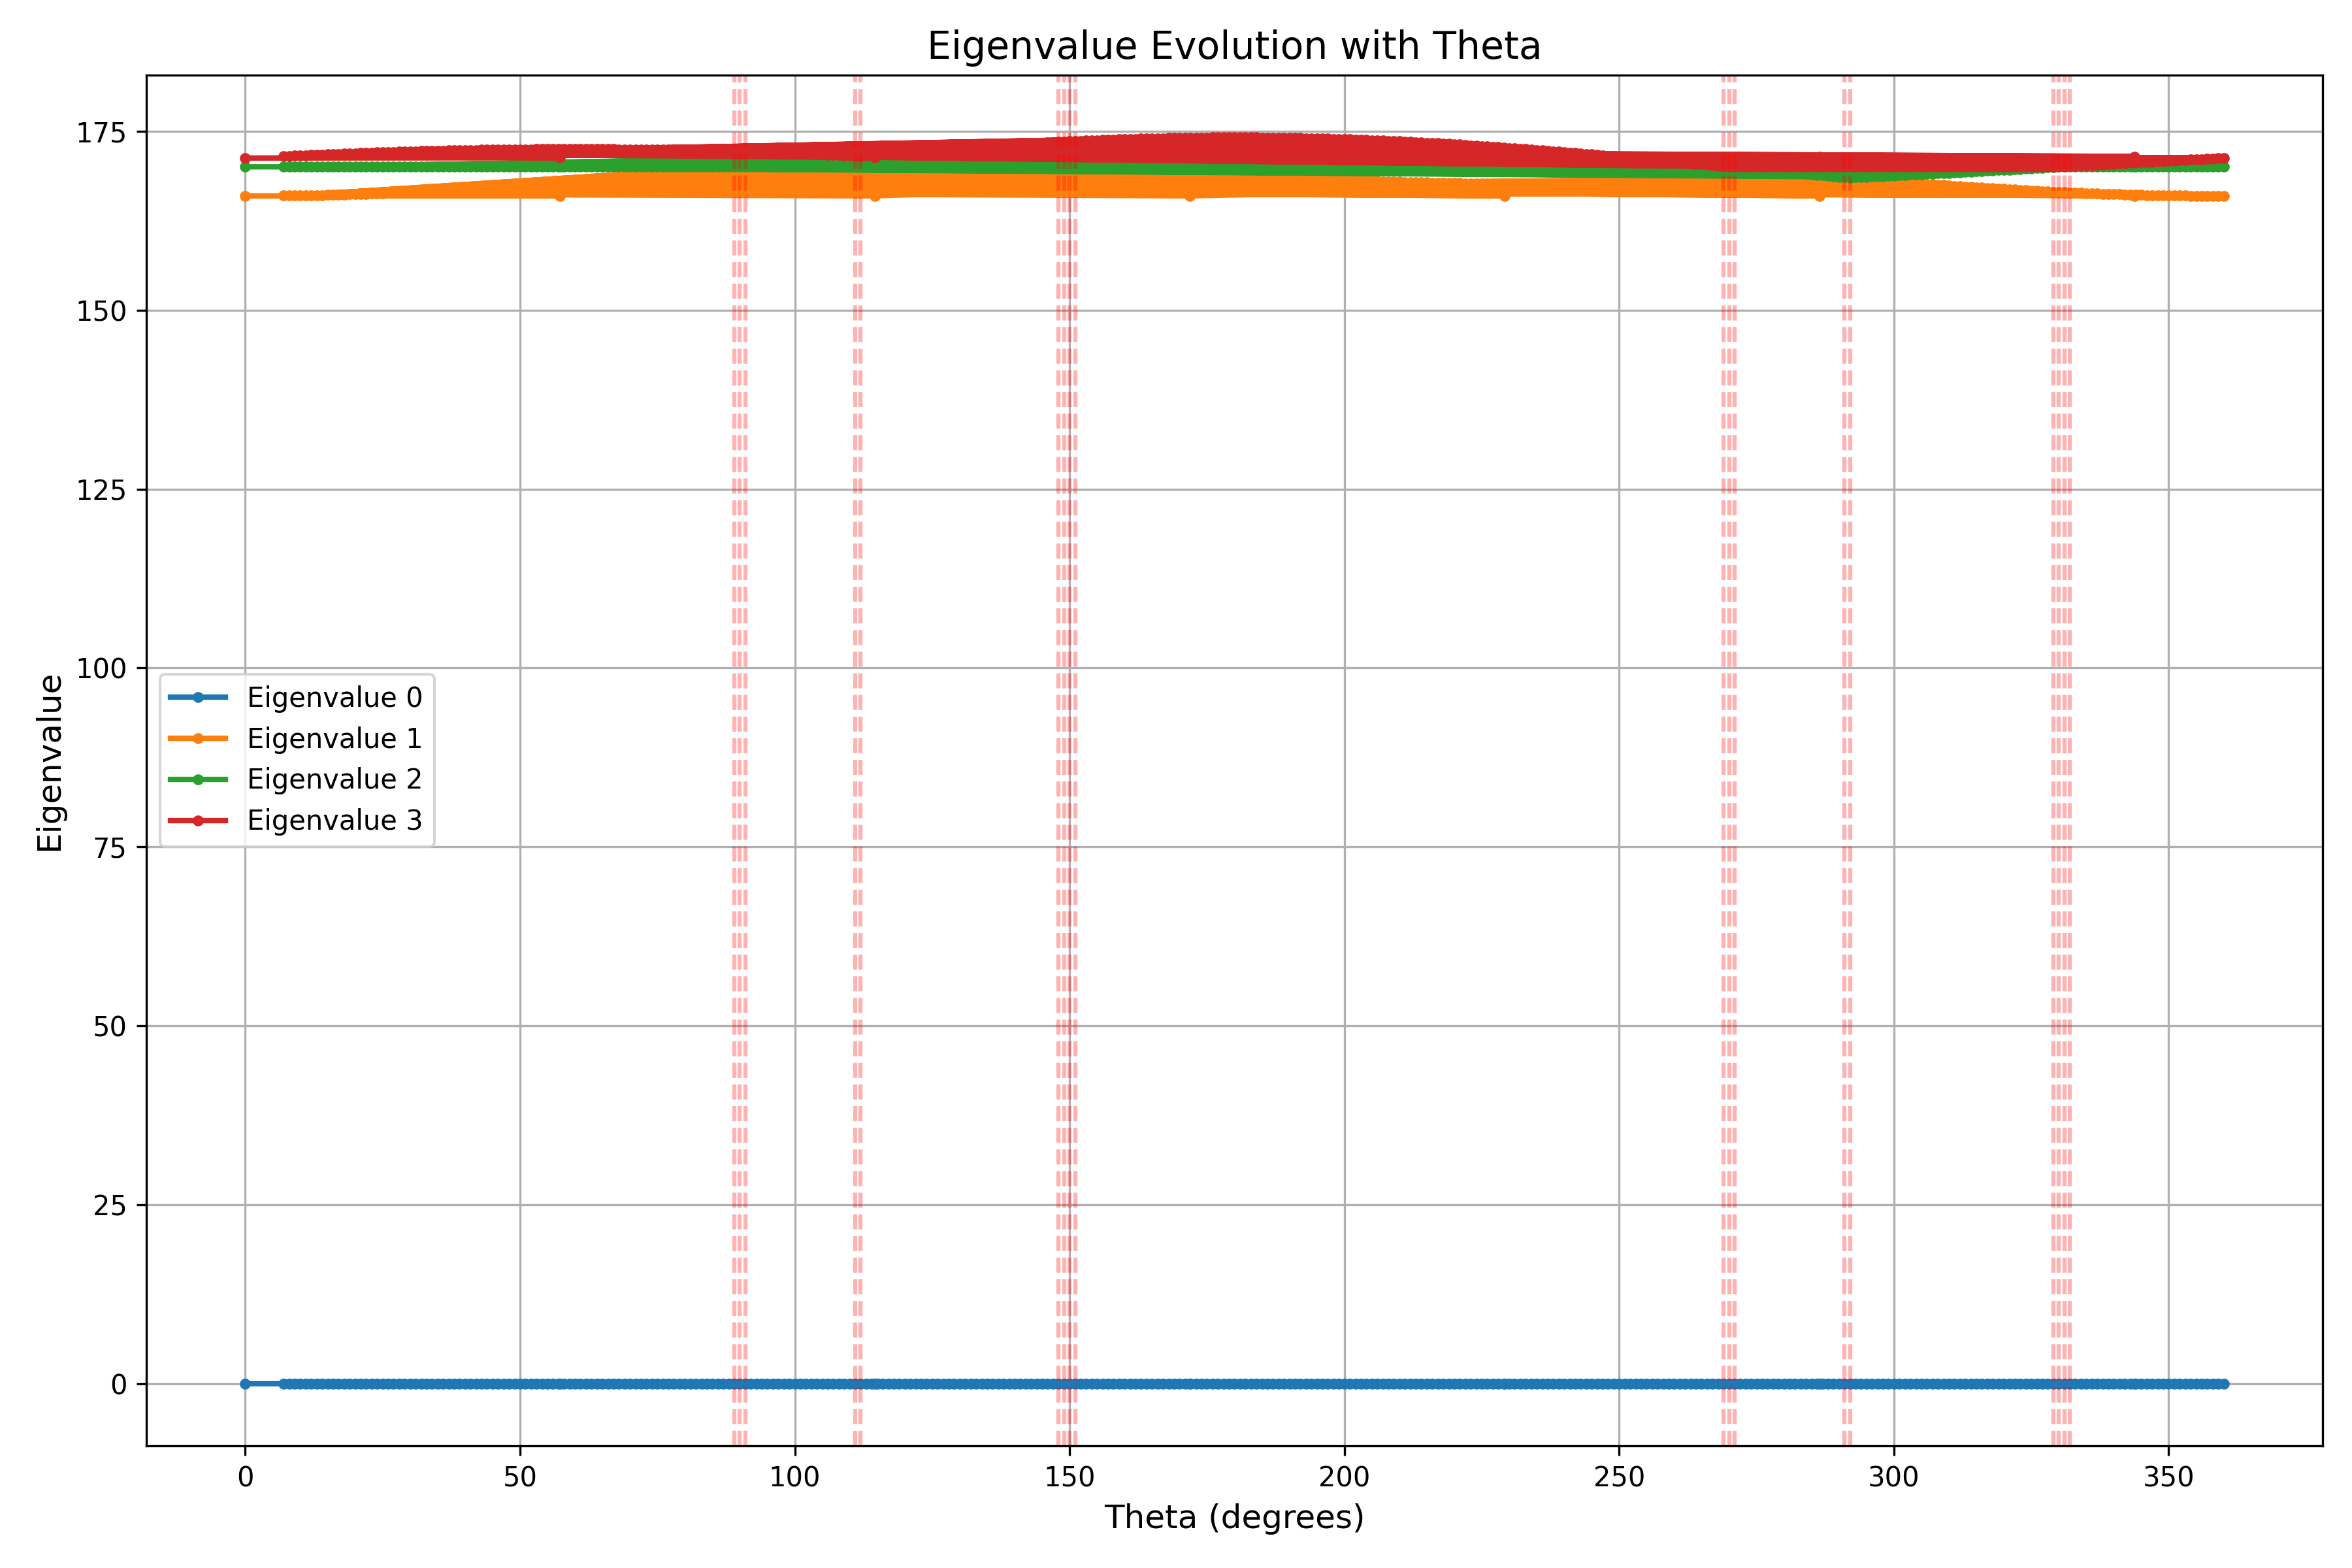 Eigenvalue Evolution with Theta
Eigenvalue
175
150
125
100
75
50
25
0
Eigenvalue 0
Eigenvalue 1
Eigenvalue 2
Eigenvalue 3
0 50 100 150 200 250 300 350
Theta (degrees)